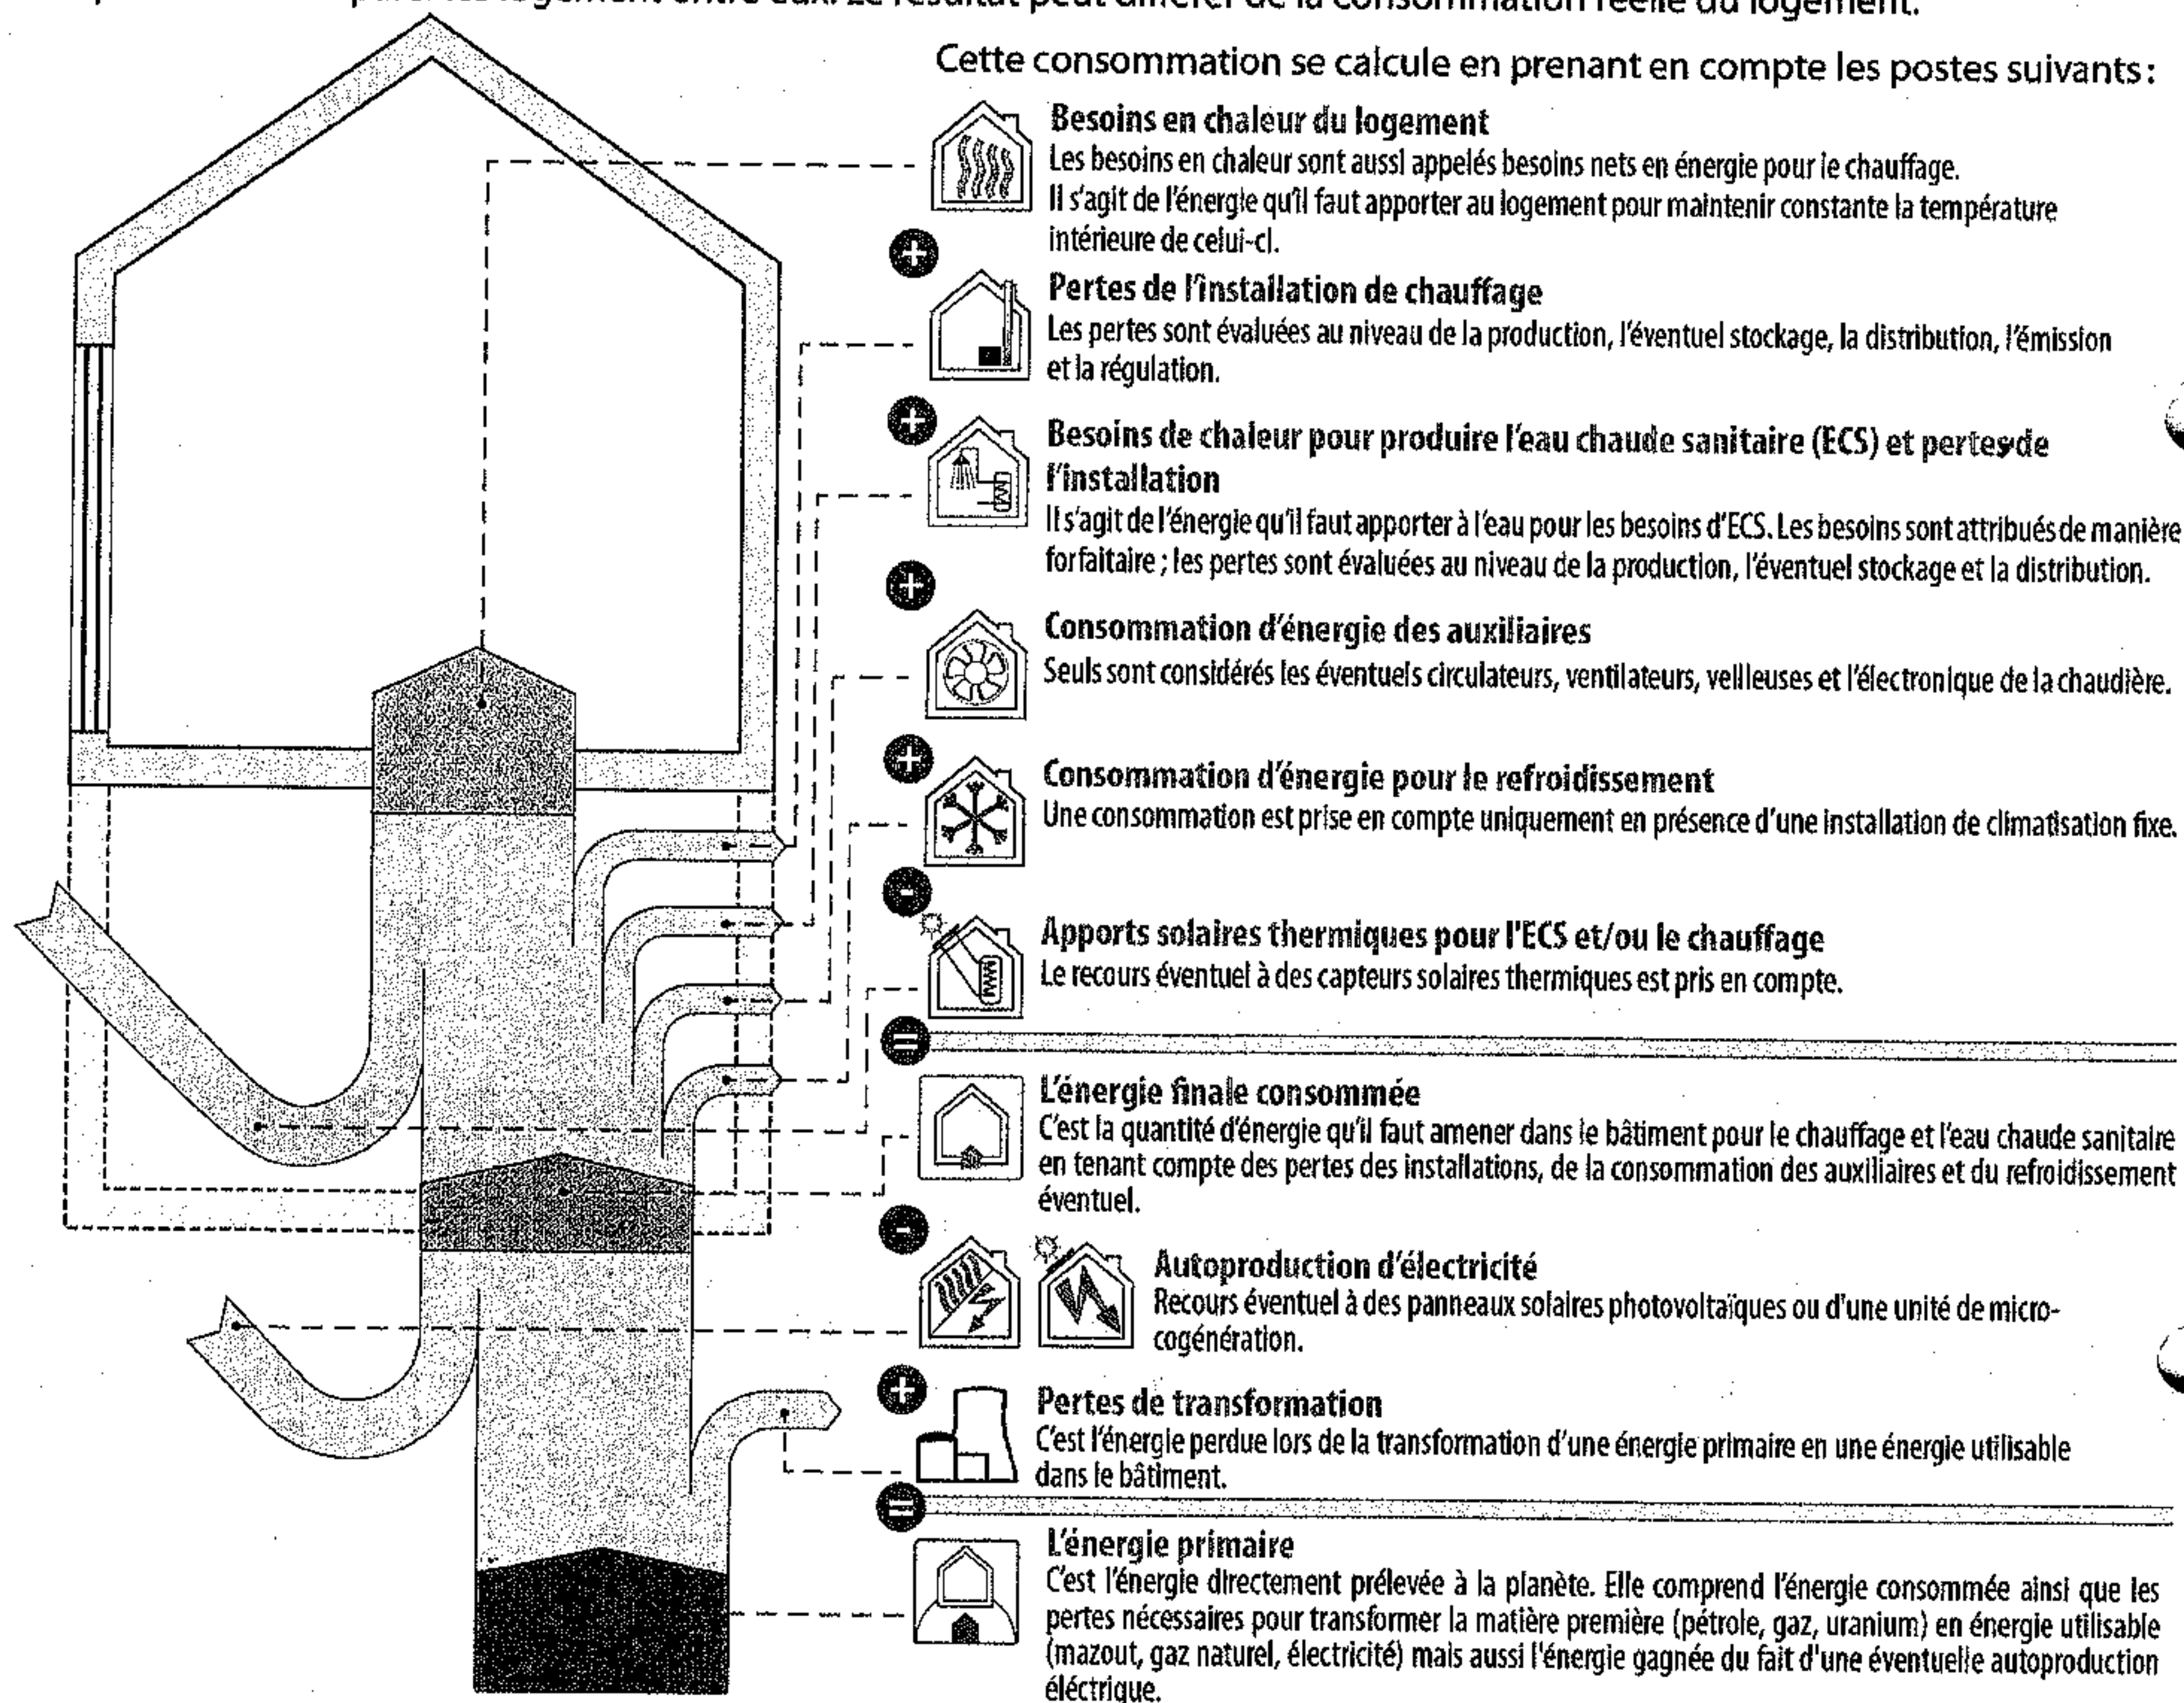 les logement entre eux. Le résultat peut différer de la consommation réelle du logement.
Cette consommation se calcule en prenant en compte les postes suivants :
Besoins en chaleur du logement
Les besoins en chaleur sont aussi appelés besoins nets en énergie pour le chauffage.
Il s'agit de l'énergie qu'il faut apporter au logement pour maintenir constante la température
intérieure de celui-ci.
+
Pertes de l'installation de chauffage
Les pertes sont évaluées au niveau de la production, l'éventuel stockage, la distribution, l'émission
et la régulation.
+
Besoins de chaleur pour produire l'eau chaude sanitaire (ECS) et pertes de
l'installation
Il s'agit de l'énergie qu'il faut apporter à l'eau pour les besoins d'ECS. Les besoins sont attribués de manière
forfaitaire ; les pertes sont évaluées au niveau de la production, l'éventuel stockage et la distribution.
+
Consommation d'énergie des auxiliaires
Seuls sont considérés les éventuels circulateurs, ventilateurs, veilleuses et l'électronique de la chaudière.
+
Consommation d'énergie pour le refroidissement
Une consommation est prise en compte uniquement en présence d'une installation de climatisation fixe.
-
Apports solaires thermiques pour l'ECS et/ou le chauffage
Le recours éventuel à des capteurs solaires thermiques est pris en compte.
=
L'énergie finale consommée
C'est la quantité d'énergie qu'il faut amener dans le bâtiment pour le chauffage et l'eau chaude sanitaire
en tenant compte des pertes des installations, de la consommation des auxiliaires et du refroidissement
éventuel.
-
Autoproduction d'électricité
Recours éventuel à des panneaux solaires photovoltaïques ou d'une unité de micro-
cogénération.
+
Pertes de transformation
C'est l'énergie perdue lors de la transformation d'une énergie primaire en une énergie utilisable
dans le bâtiment.
=
L'énergie primaire
C'est l'énergie directement prélevée à la planète. Elle comprend l'énergie consommée ainsi que les
pertes nécessaires pour transformer la matière première (pétrole, gaz, uranium) en énergie utilisable
(mazout, gaz naturel, électricité) mais aussi l'énergie gagnée du fait d'une éventuelle autoproduction
éléctrique.